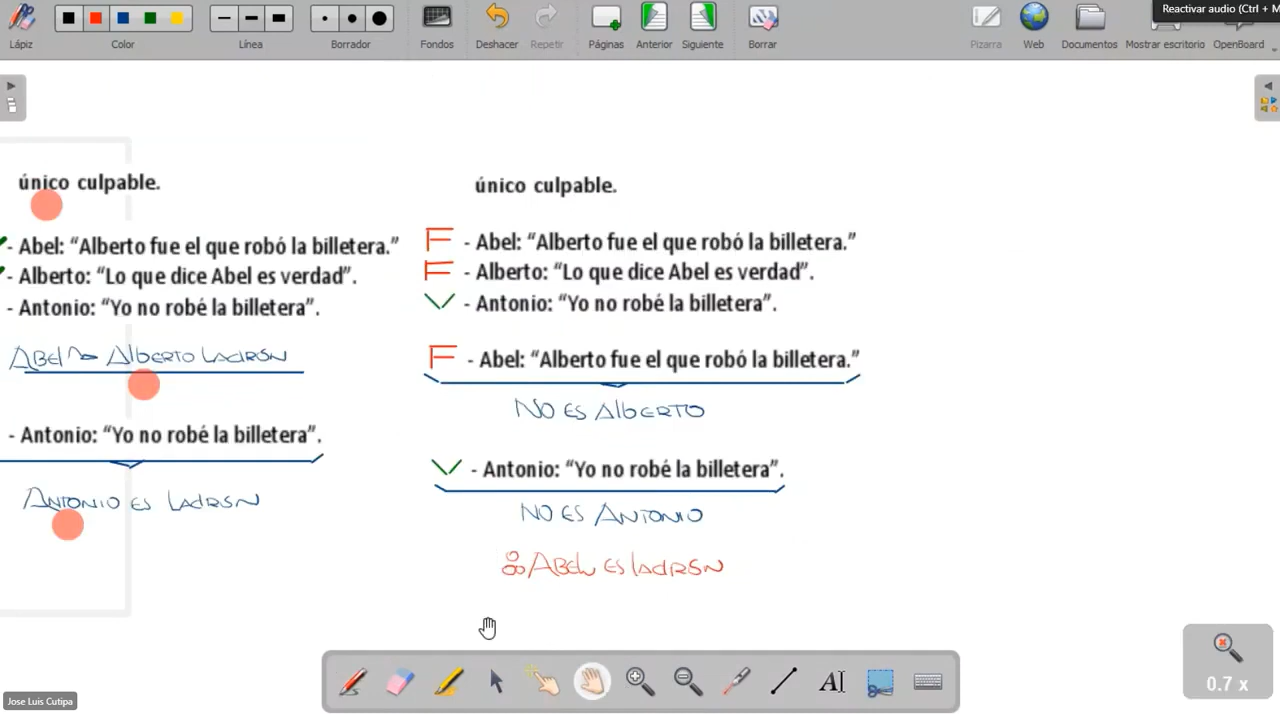 Reactivar audio (Ctrl + M
Lápiz
Color
Línea
Borrador
Fondos
Deshacer
Repetir
Páginas
Anterior
Siguiente
Borrar
Pizarra
Web
Documentos
Mostrar escritorio
OpenBoard
único culpable.
- Abel: “Alberto fue el que robó la billetera.”
- Alberto: “Lo que dice Abel es verdad”.
- Antonio: “Yo no robé la billetera”.
ABEL Alberto LADRÓN
- Antonio: “Yo no robé la billetera”.
ANTONIO ES LADRÓN
único culpable.
F - Abel: “Alberto fue el que robó la billetera.”
F - Alberto: “Lo que dice Abel es verdad”.
V - Antonio: “Yo no robé la billetera”.
F - Abel: “Alberto fue el que robó la billetera.”
NO ES AlbERTO
V - Antonio: “Yo no robé la billetera”.
NO ES ANTONIO
ABEL ES ladRÓN
AI
0.7 x
Jose Luis Cutipa